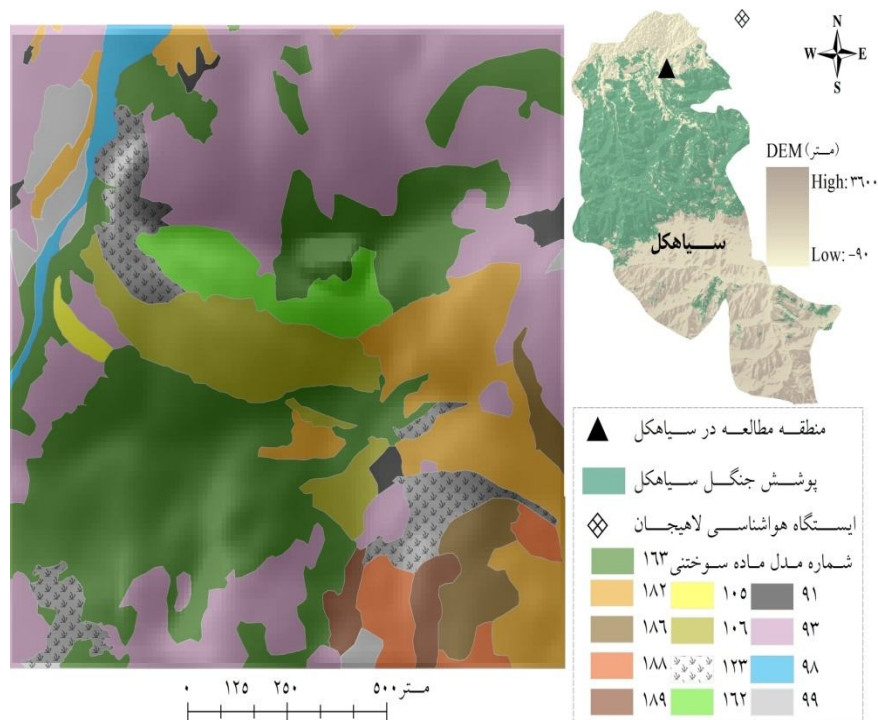 N
W E
S
DEM (متر)
High: ۳۶۰۰
Low: -۹۰
سیاهکل
منطقه مطالعه در سیاهکل
پوشش جنگل سیاهکل
ایستگاه هواشناسی لاهیجان
شماره مدل ماده سوختنی
۱۶۳
۱۸۲ ۱۰۵ ۹۱
۱۸۶ ۱۰۶ ۹۳
۱۸۸ ۱۲۳ ۹۸
۱۸۹ ۱۶۲ ۹۹
۰ ۱۲۵ ۲۵۰ ۵۰۰ متر